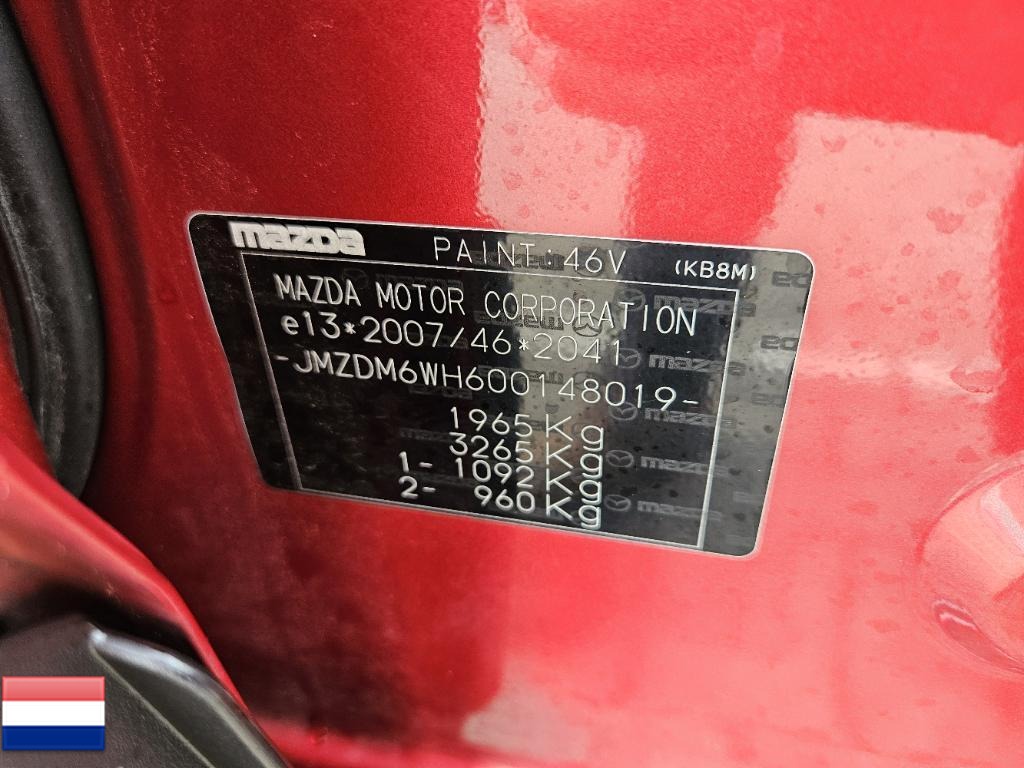 mazda PAINT:46V (KB8M)
MAZDA MOTOR CORPORATION
e13*2007/46*2041
-JMZDM6WH600148019-
1965 Kg
3265 Kg
1- 1092 Kg
2- 960 Kg